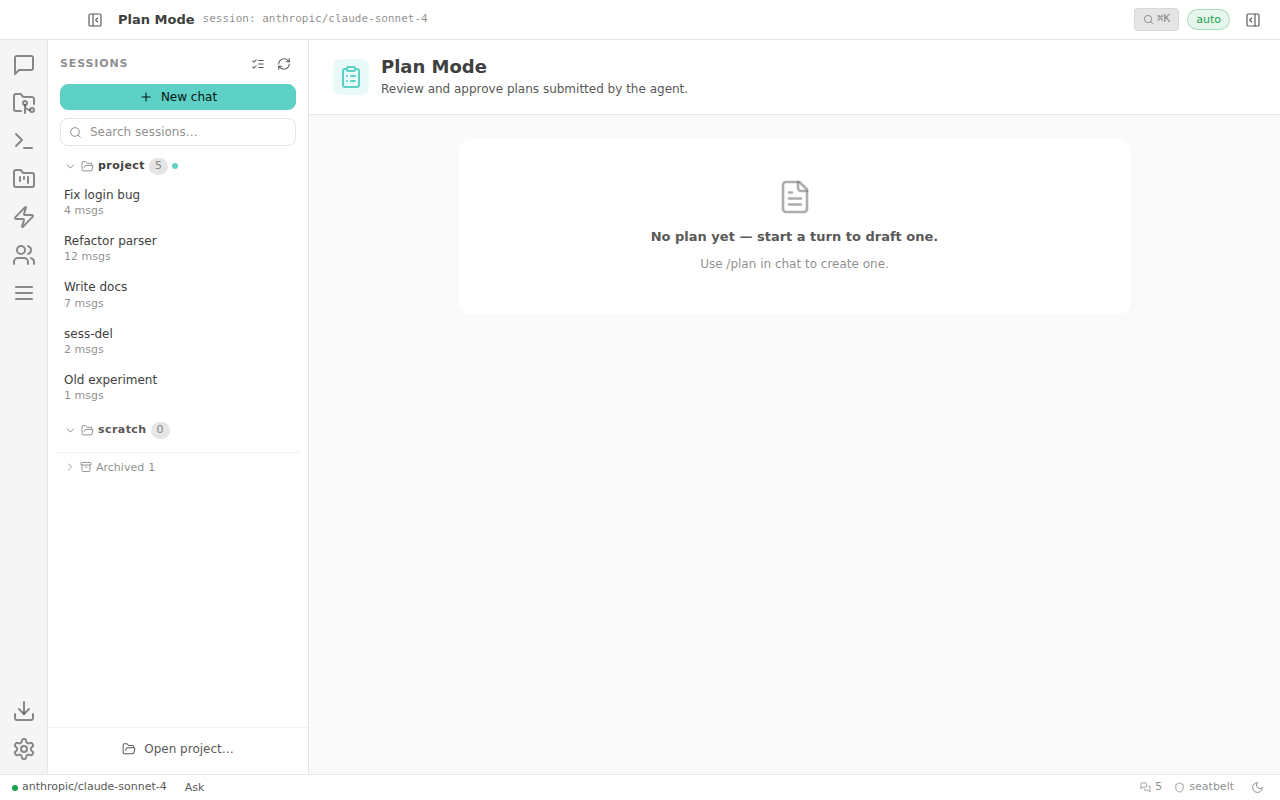 Plan Mode session: anthropic/claude-sonnet-4
⌘K
auto
SESSIONS
New chat
Search sessions…
project 5
Fix login bug
4 msgs
Refactor parser
12 msgs
Write docs
7 msgs
sess-del
2 msgs
Old experiment
1 msgs
scratch 0
Archived 1
Open project…
Plan Mode
Review and approve plans submitted by the agent.
No plan yet — start a turn to draft one.
Use /plan in chat to create one.
anthropic/claude-sonnet-4 Ask
5 seatbelt